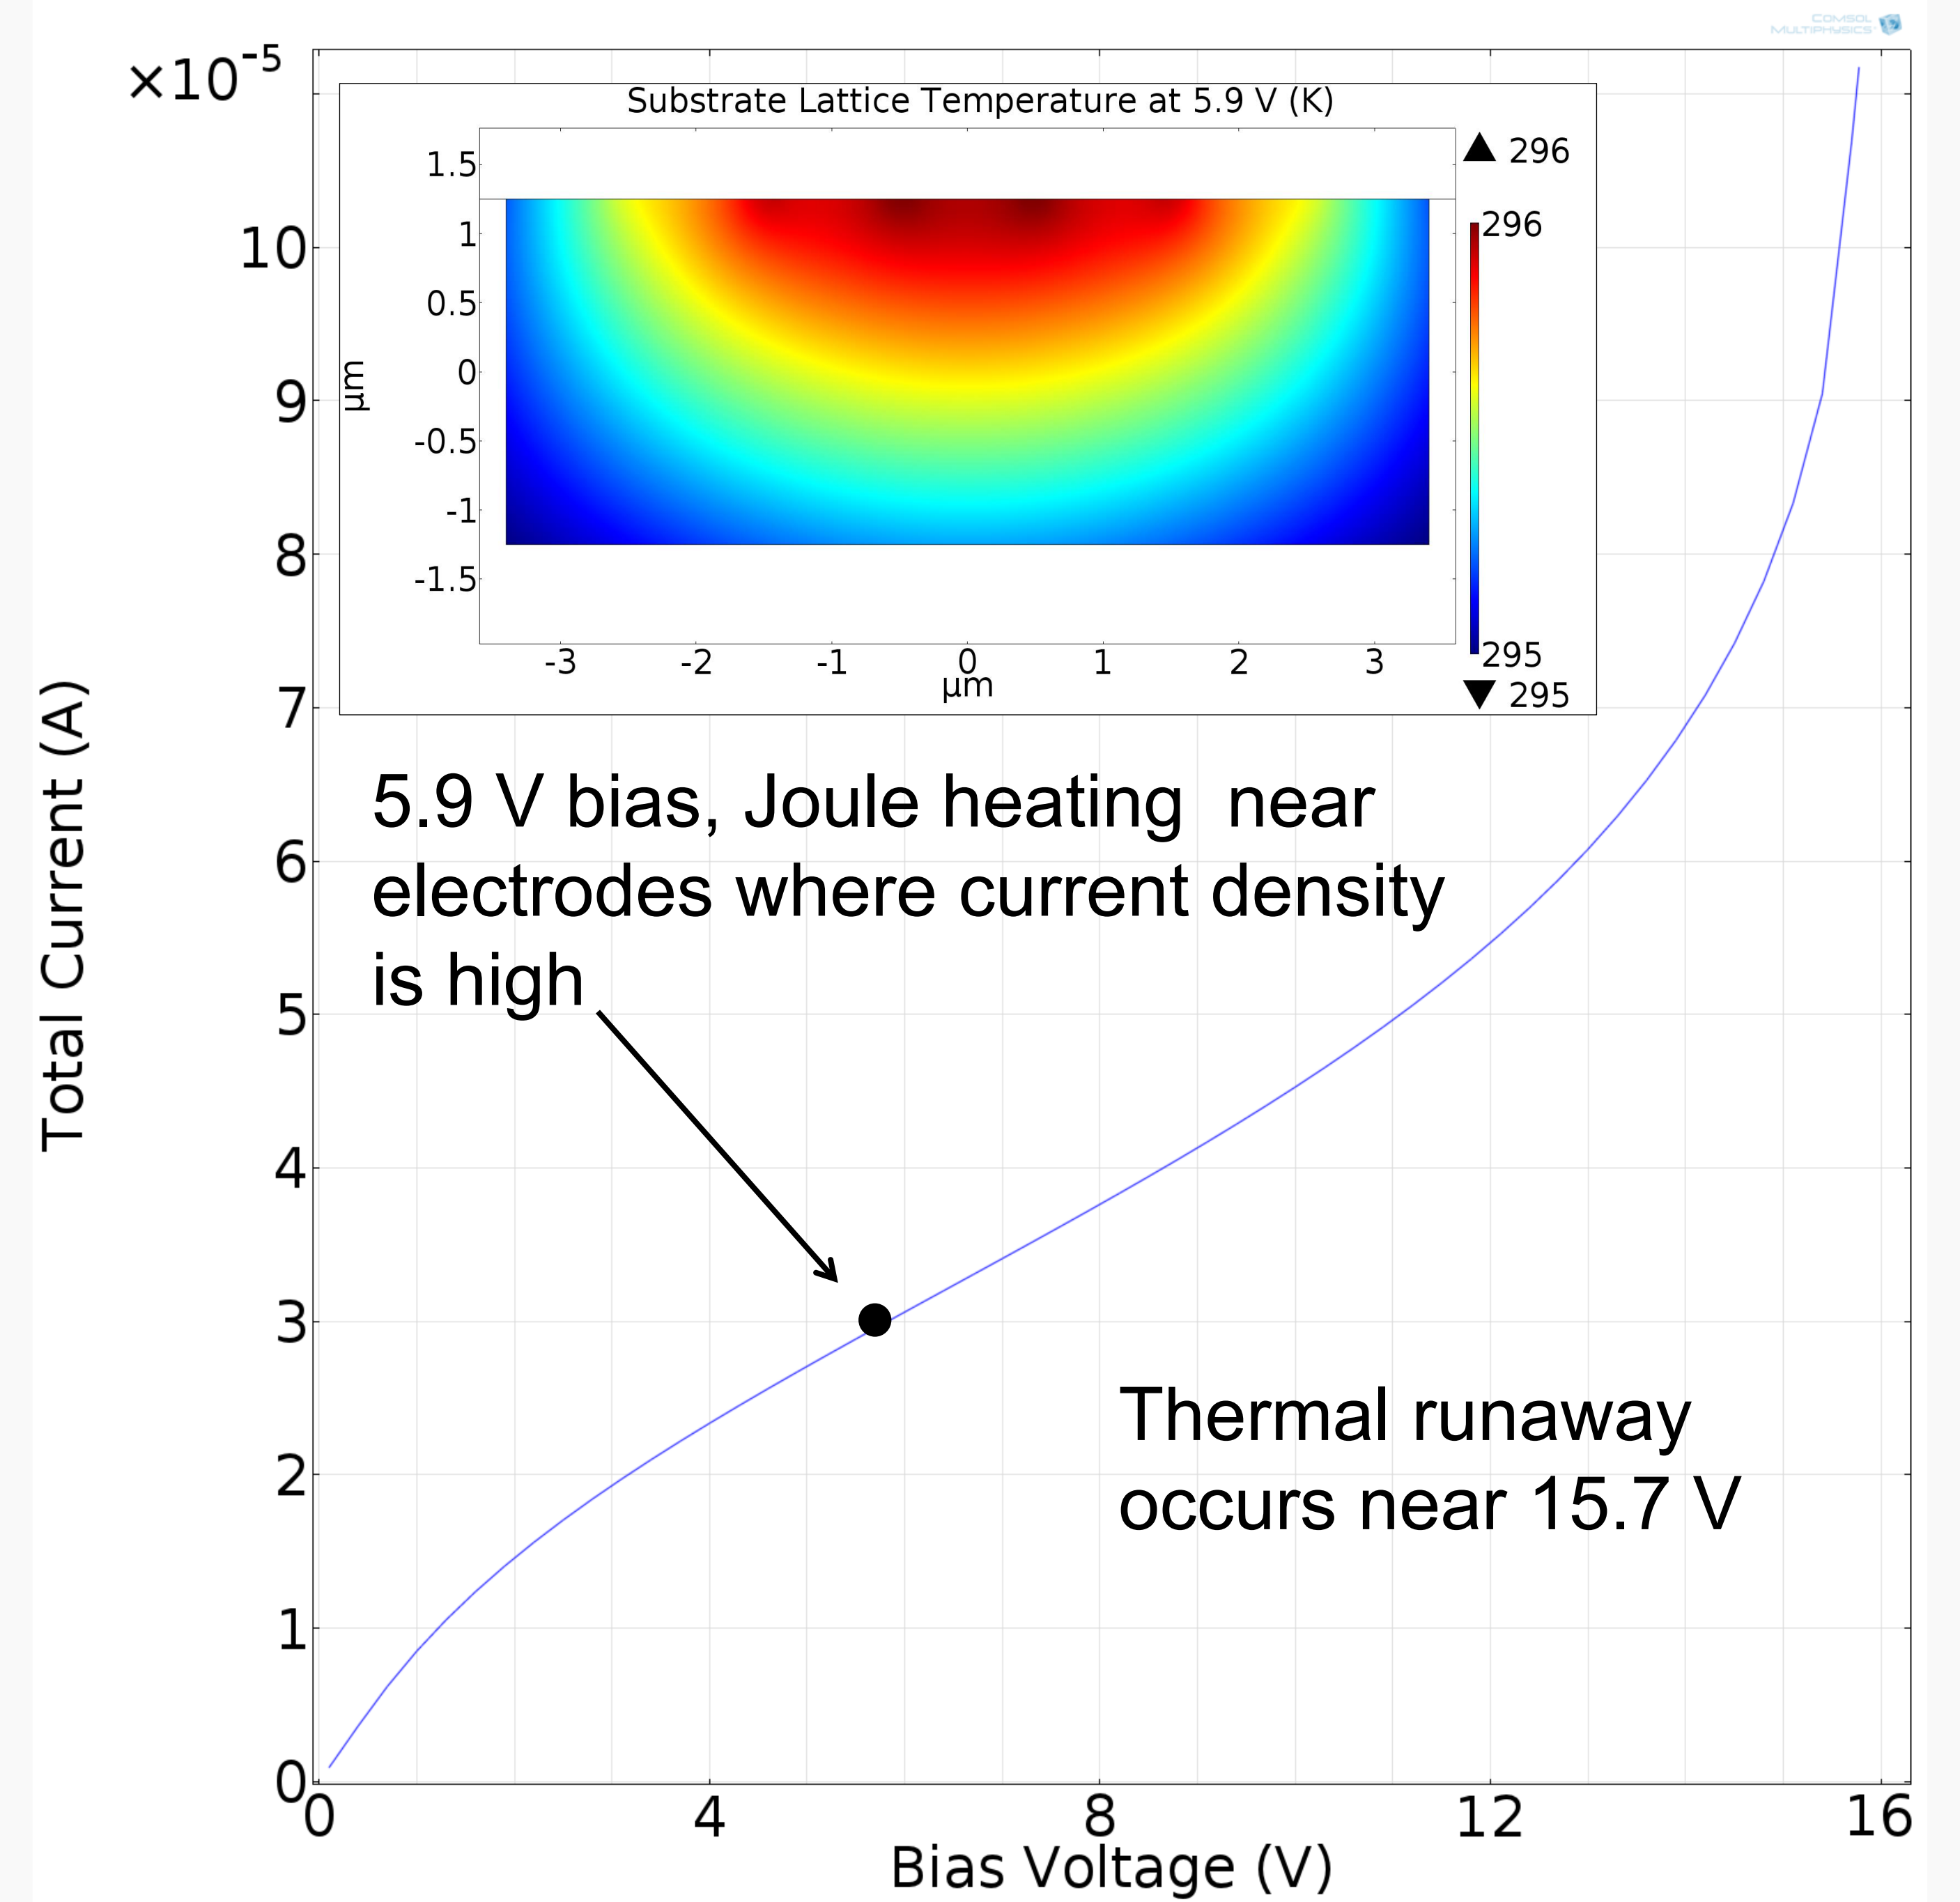 COMSOL
MULTIPHYSICS
×10-5
Substrate Lattice Temperature at 5.9 V (K)
296
296
295
295
1.5
1
0.5
0
-0.5
-1
-1.5
µm
-3 -2 -1 0 1 2 3
µm
10
9
8
7
6
5
4
3
2
1
0
Total Current (A)
5.9 V bias, Joule heating  near
electrodes where current density
is high
Thermal runaway
occurs near 15.7 V
0 4 8 12 16
Bias Voltage (V)